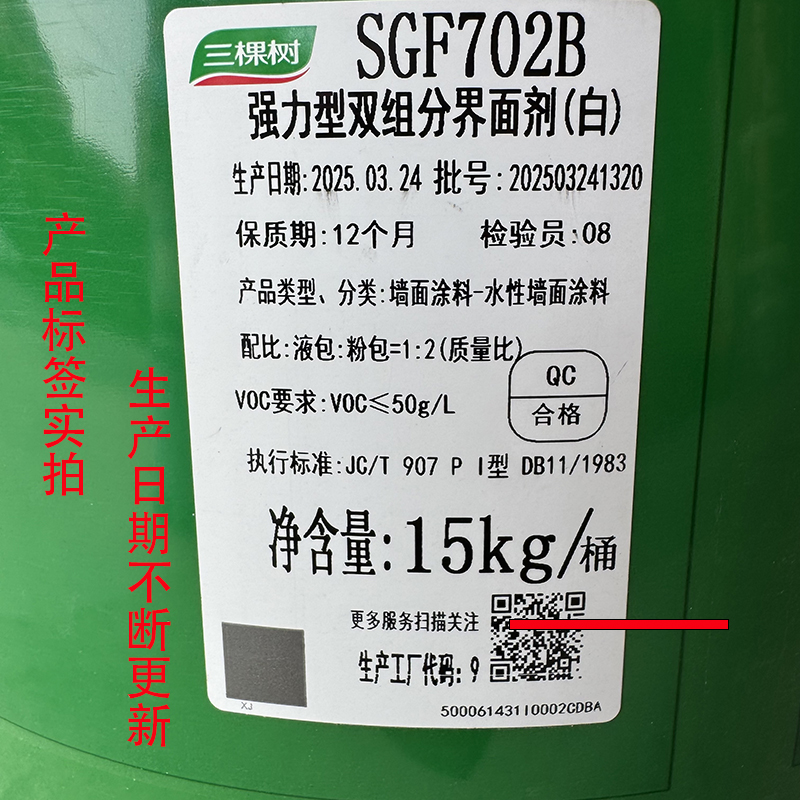 三棵树
SGF702B
强力型双组分界面剂(白)
生产日期:2025.03.24 批号:202503241320
保质期:12个月 检验员:08
产品类型、分类:墙面涂料-水性墙面涂料
配比:液包:粉包=1:2(质量比)
QC
合格
VOC要求:VOC≤50g/L
执行标准:JC/T 907 P I型 DB11/1983
净含量:15kg/桶
更多服务扫描关注
生产工厂代码:9
XJ
500061431I0002CDBA
产品标签实拍
生产日期不断更新